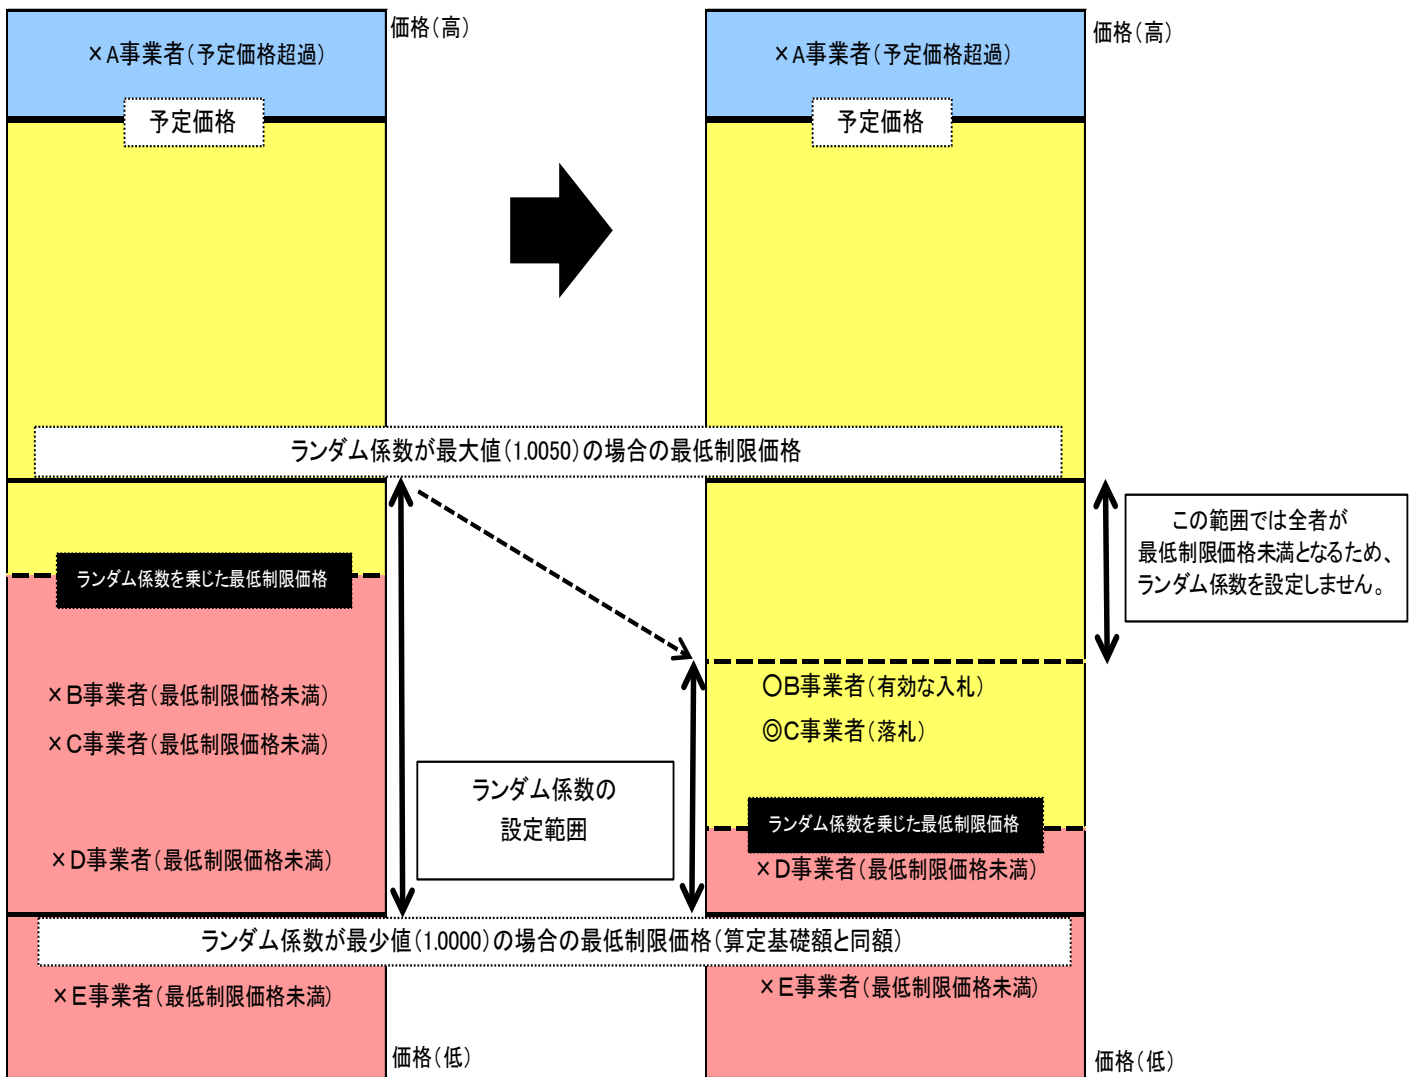 価格（高）
×A事業者（予定価格超過）
予定価格
価格（高）
×A事業者（予定価格超過）
予定価格
ランダム係数が最大値（1.0050）の場合の最低制限価格
ランダム係数を乗じた最低制限価格
×B事業者（最低制限価格未満）
×C事業者（最低制限価格未満）
×D事業者（最低制限価格未満）
ランダム係数の
設定範囲
この範囲では全者が
最低制限価格未満となるため、
ランダム係数を設定しません。
○B事業者（有効な入札）
◎C事業者（落札）
ランダム係数を乗じた最低制限価格
×D事業者（最低制限価格未満）
ランダム係数が最少値（1.0000）の場合の最低制限価格（算定基礎額と同額）
×E事業者（最低制限価格未満）
価格（低）
×E事業者（最低制限価格未満）
価格（低）